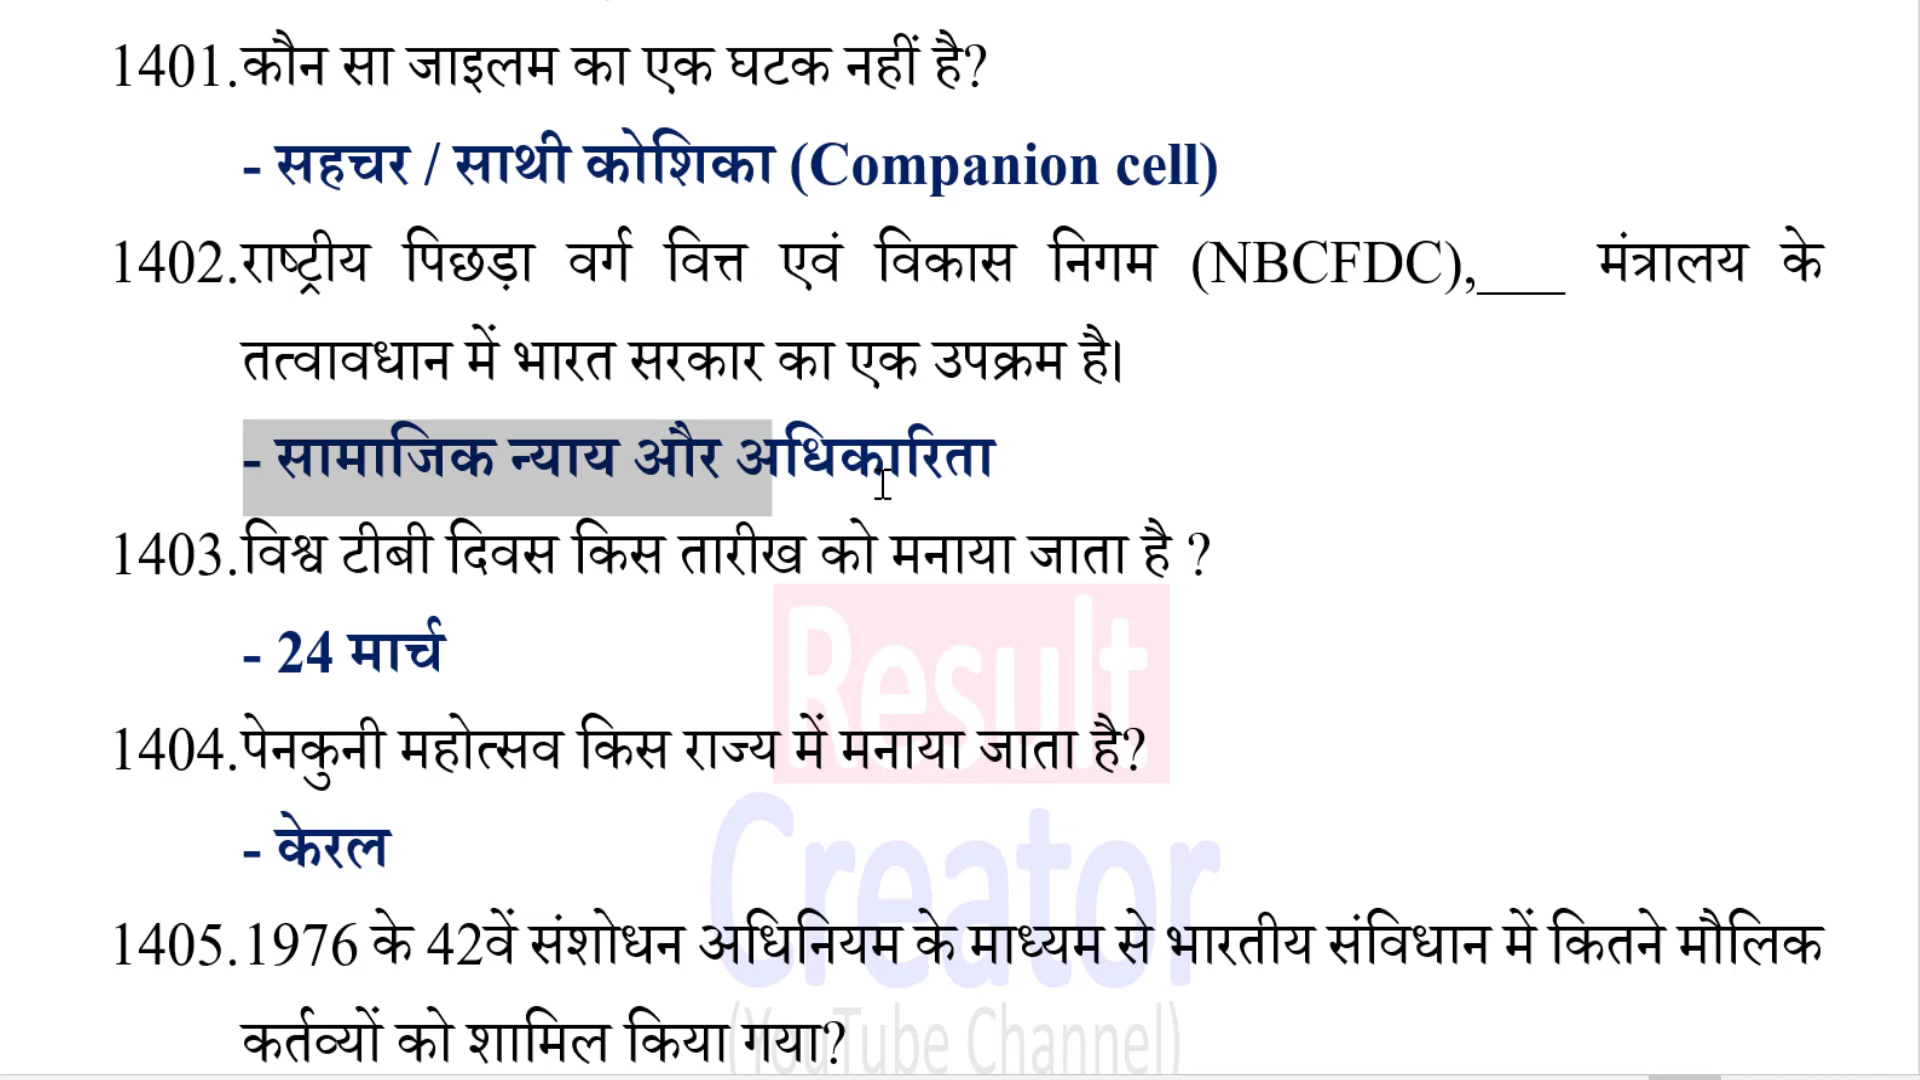 1401.कौन सा जाइलम का एक घटक नहीं है?
- सहचर / साथी कोशिका (Companion cell)
1402.राष्ट्रीय पिछड़ा वर्ग वित्त एवं विकास निगम (NBCFDC),___ मंत्रालय के
तत्वावधान में भारत सरकार का एक उपक्रम है।
- सामाजिक न्याय और अधिकारिता
1403.विश्व टीबी दिवस किस तारीख को मनाया जाता है ?
- 24 मार्च
Result
1404.पेनकुनी महोत्सव किस राज्य में मनाया जाता है?
- केरल
Creator
1405.1976 के 42वें संशोधन अधिनियम के माध्यम से भारतीय संविधान में कितने मौलिक
कर्तव्यों को शामिल किया गया?
(YouTube Channel)